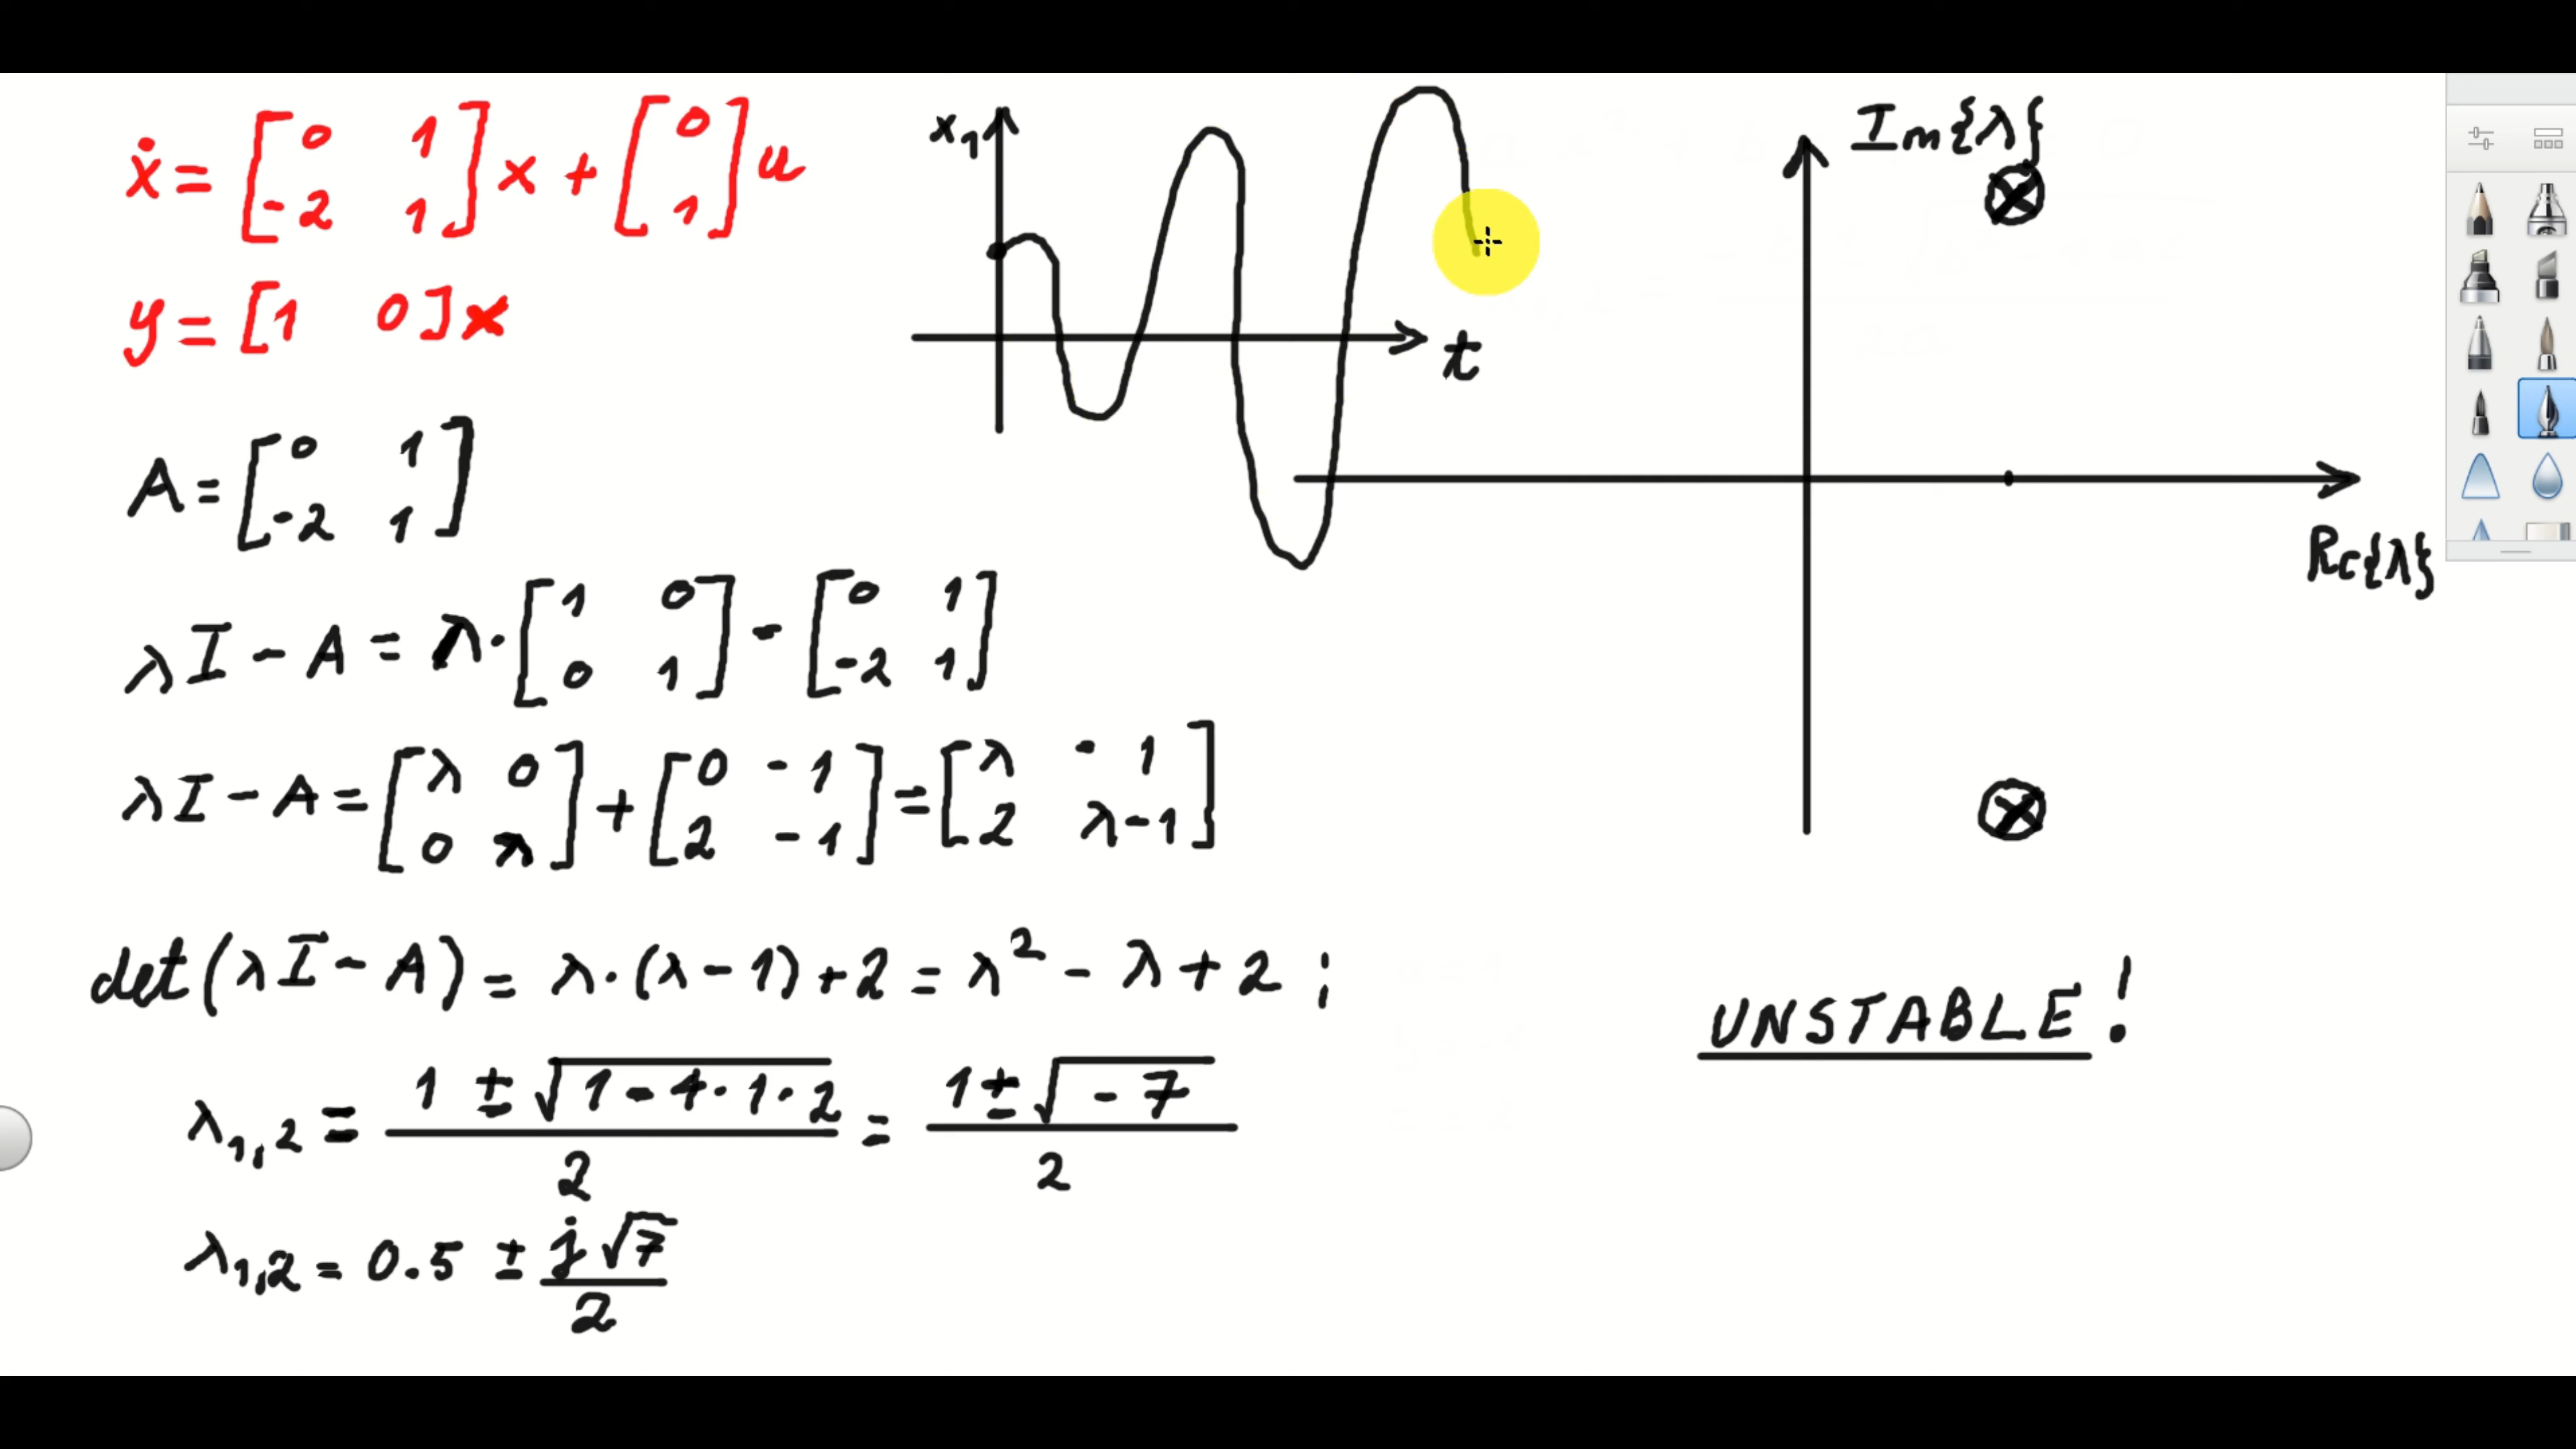 ẋ = [0 1; -2 1] x + [0; 1] u
y = [1 0] x
A = [0 1; -2 1]
λI - A = λ · [1 0; 0 1] - [0 1; -2 1]
λI - A = [λ 0; 0 λ] + [0 -1; 2 -1] = [λ -1; 2 λ-1]
det(λI - A) = λ·(λ-1)+2 = λ² - λ + 2 ;
λ1,2 = (1 ± √(1-4·1·2))/2 = (1 ± √(-7))/2
λ1,2 = 0.5 ± j√7/2
x1
t
Im{λ}
Re{λ}
UNSTABLE!